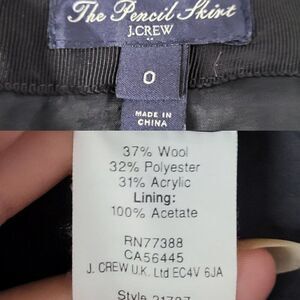 The Pencil Skirt
J.CREW
0
MADE IN
CHINA
37% Wool
32% Polyester
31% Acrylic
Lining:
100% Acetate
RN77388
CA56445
J. CREW U.K. Ltd EC4V 6JA
Style